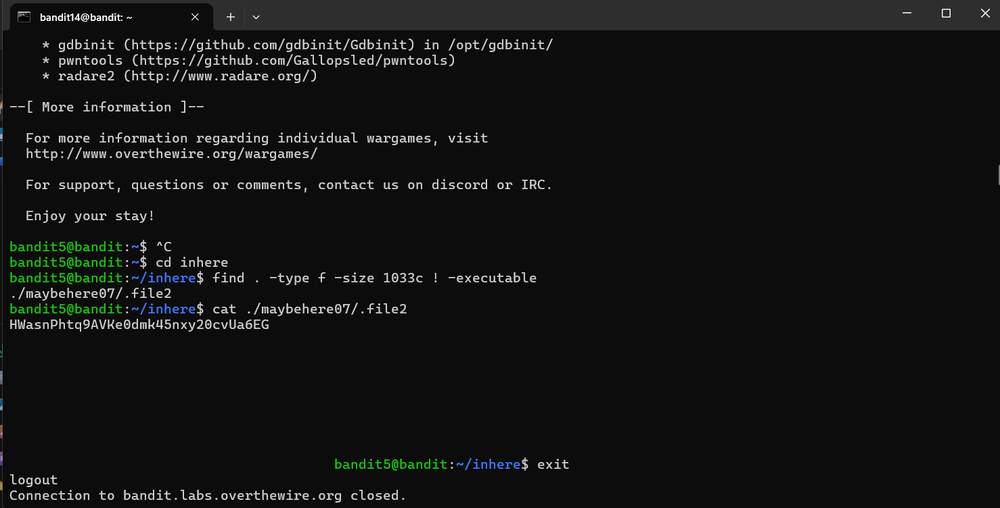 bandit14@bandit: ~
* gdbinit (https://github.com/gdbinit/Gdbinit) in /opt/gdbinit/
* pwntools (https://github.com/Gallopsled/pwntools)
* radare2 (http://www.radare.org/)
--[ More information ]--
For more information regarding individual wargames, visit
http://www.overthewire.org/wargames/
For support, questions or comments, contact us on discord or IRC.
Enjoy your stay!
bandit5@bandit:~$ ^C
bandit5@bandit:~$ cd inhere
bandit5@bandit:~/inhere$ find . -type f -size 1033c ! -executable
./maybehere07/.file2
bandit5@bandit:~/inhere$ cat ./maybehere07/.file2
HWasnPhtq9AVKe0dmk45nxy20cvUa6EG
bandit5@bandit:~/inhere$ exit
logout
Connection to bandit.labs.overthewire.org closed.